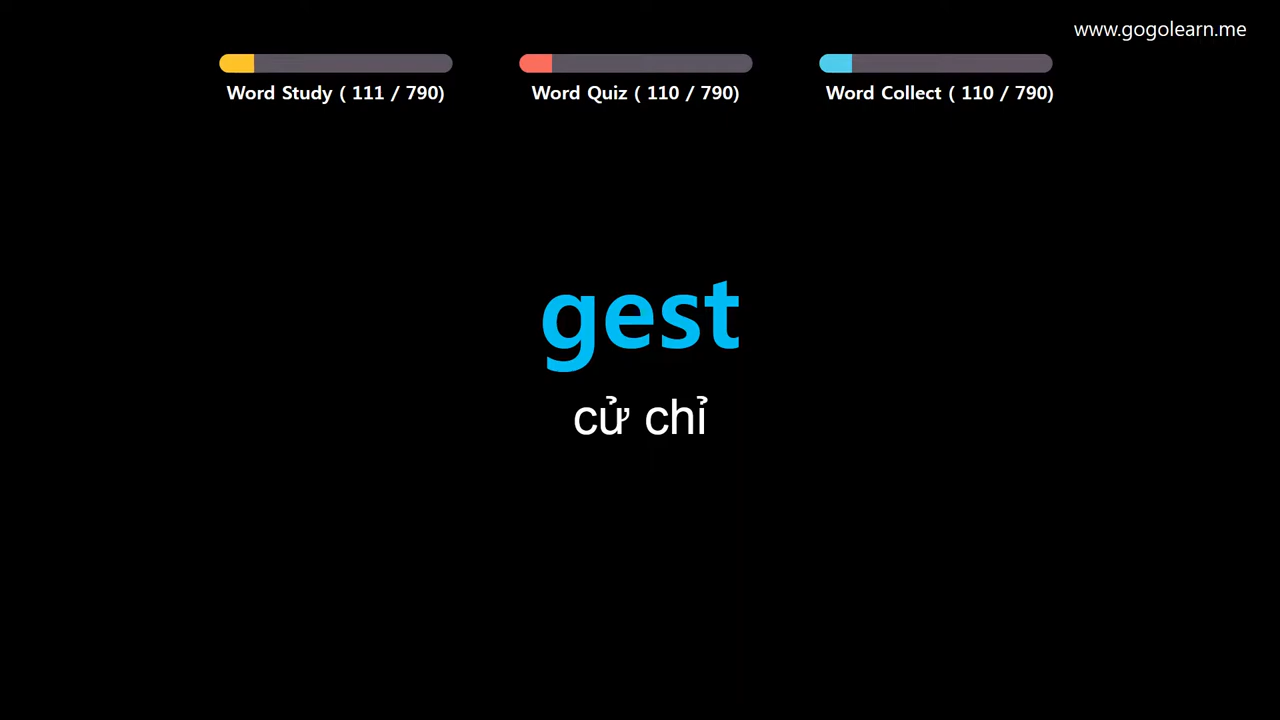 www.gogolearn.me
Word Study ( 111 / 790)
Word Quiz ( 110 / 790)
Word Collect ( 110 / 790)
gest
cử chỉ